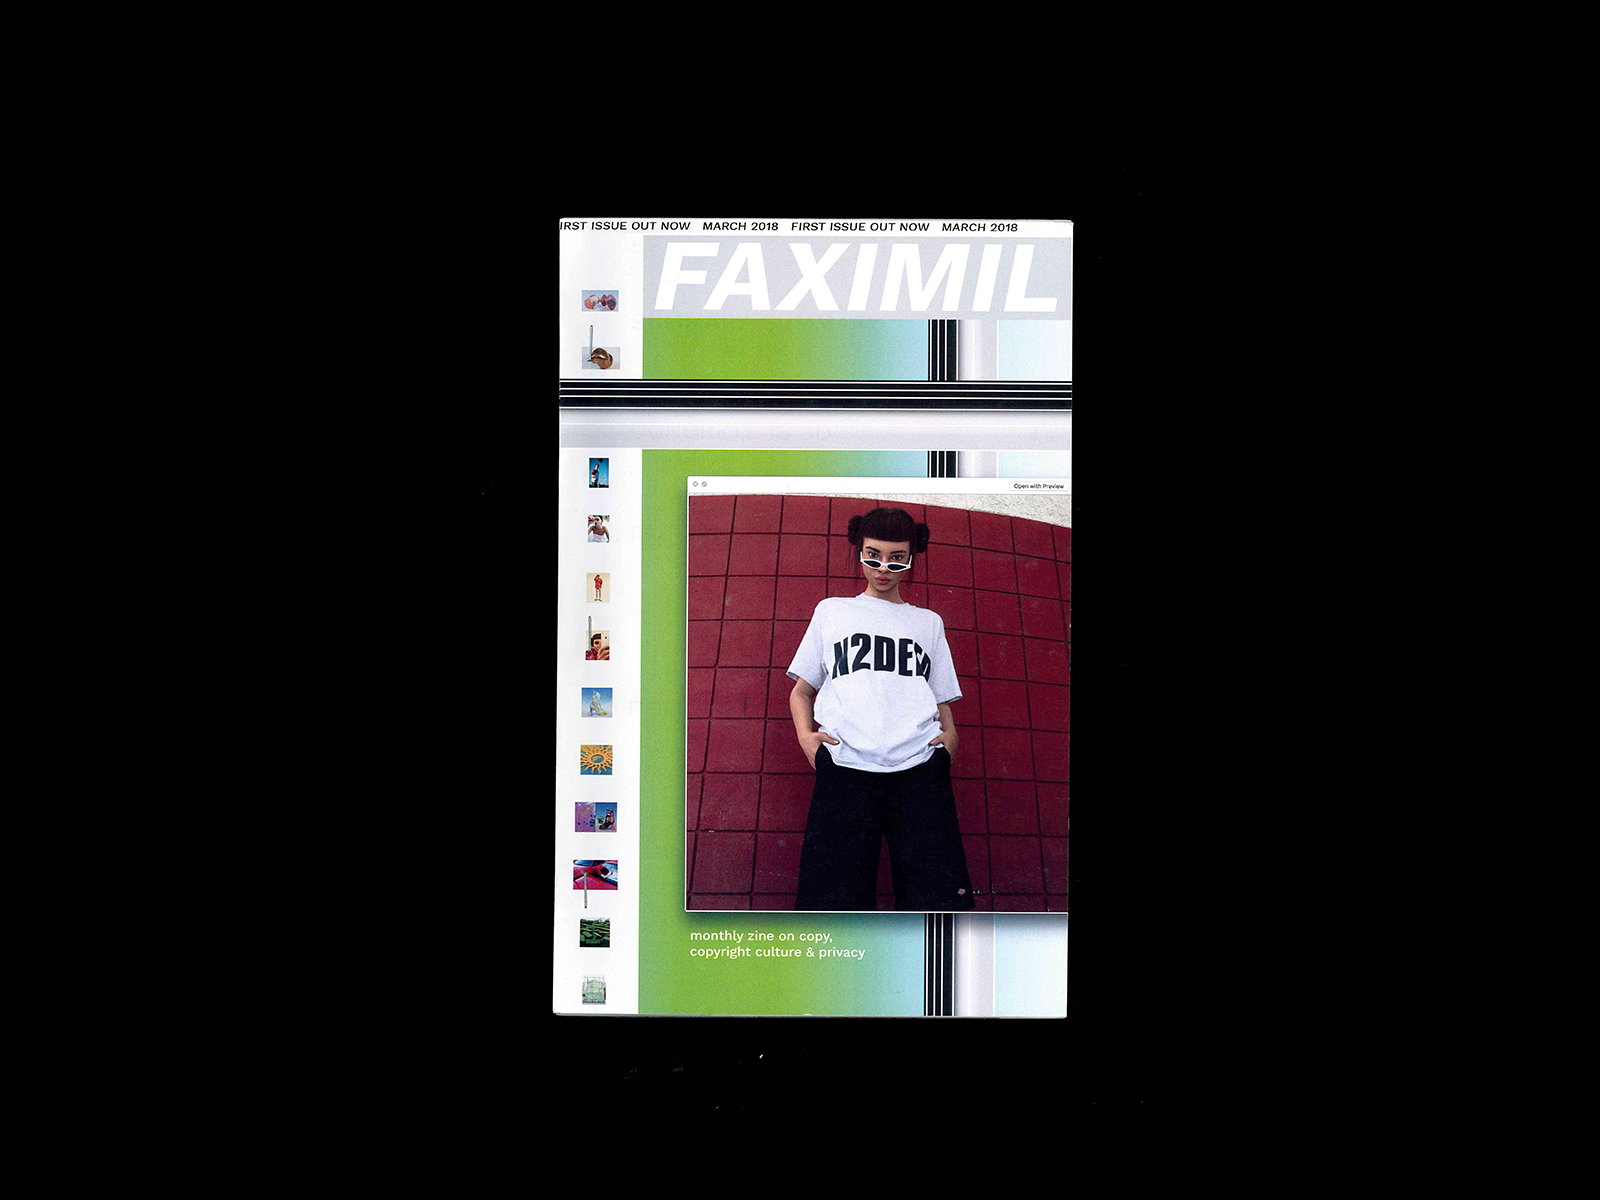 IRST ISSUE OUT NOW MARCH 2018 FIRST ISSUE OUT NOW MARCH 2018
FAXIMIL
Open with Preview
N2DE
monthly zine on copy,
copyright culture & privacy